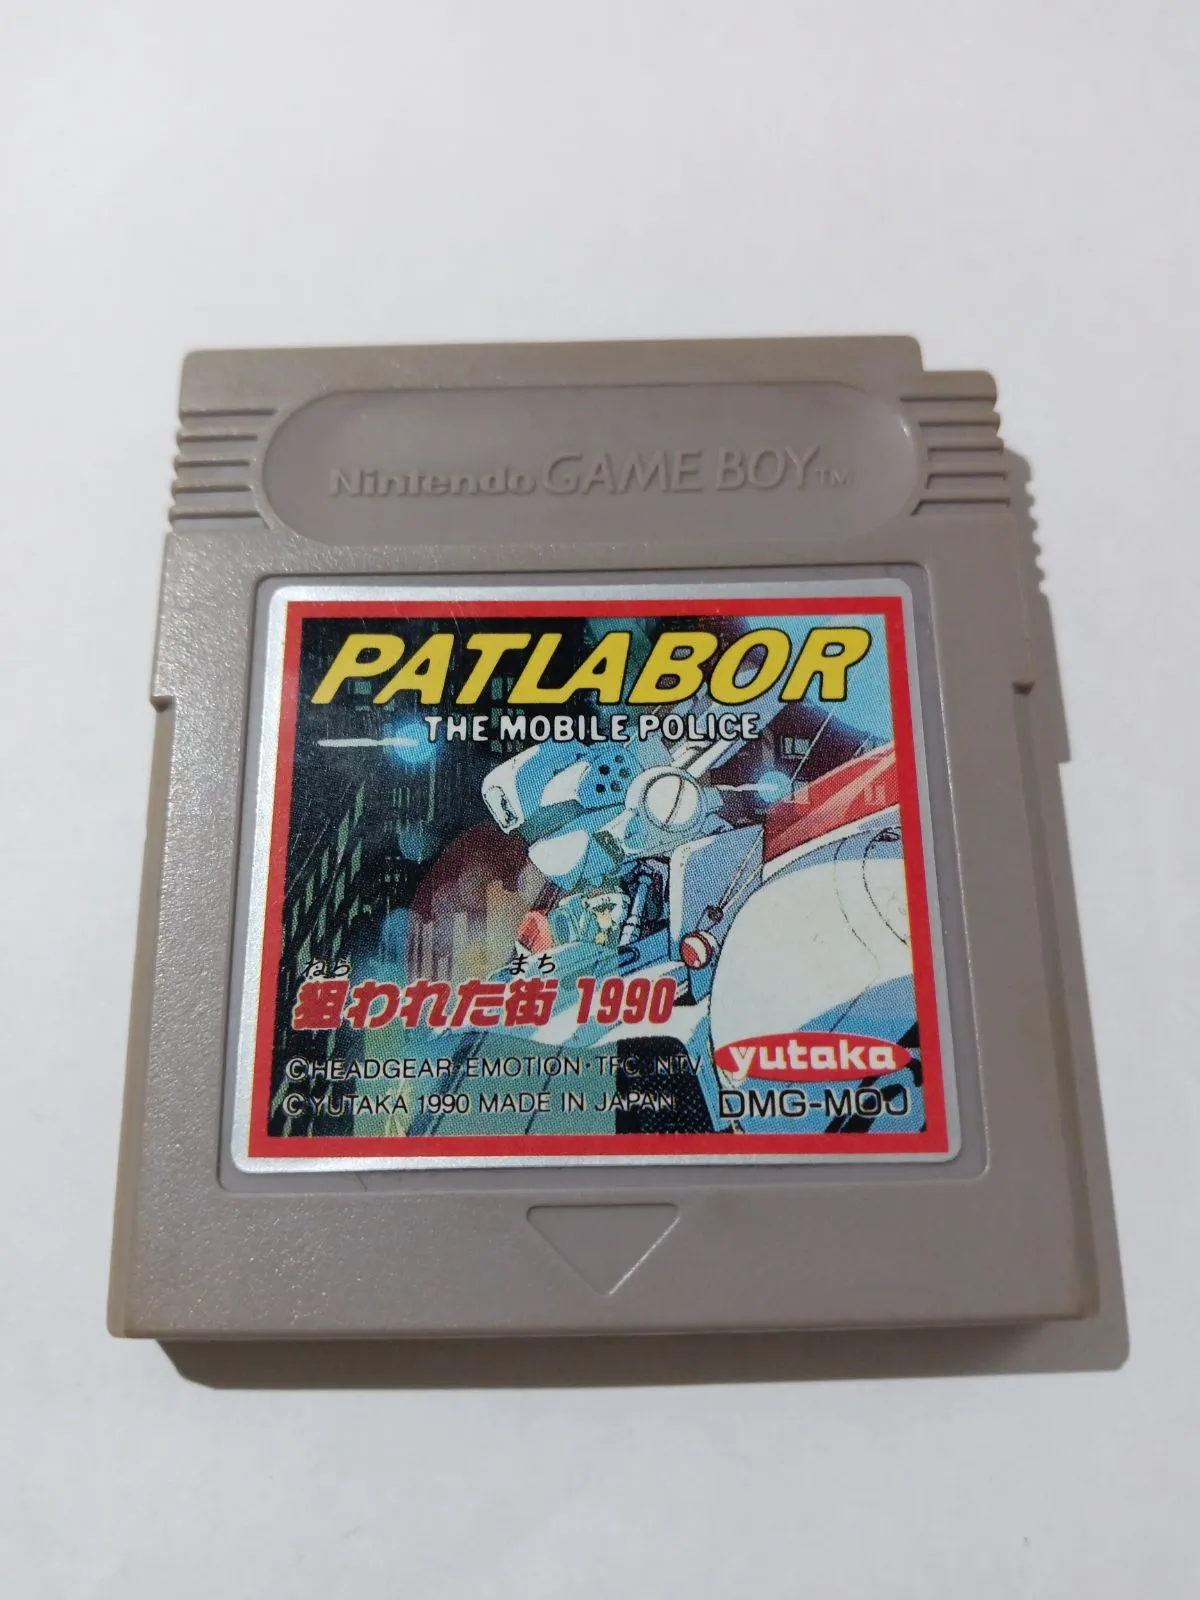 Nintendo GAME BOY™
PATLABOR
THE MOBILE POLICE
ねら まち
狙われた街 1990
©HEADGEAR·EMOTION·TFC·NTV
©YUTAKA 1990 MADE IN JAPAN
yutaka
DMG-MOJ